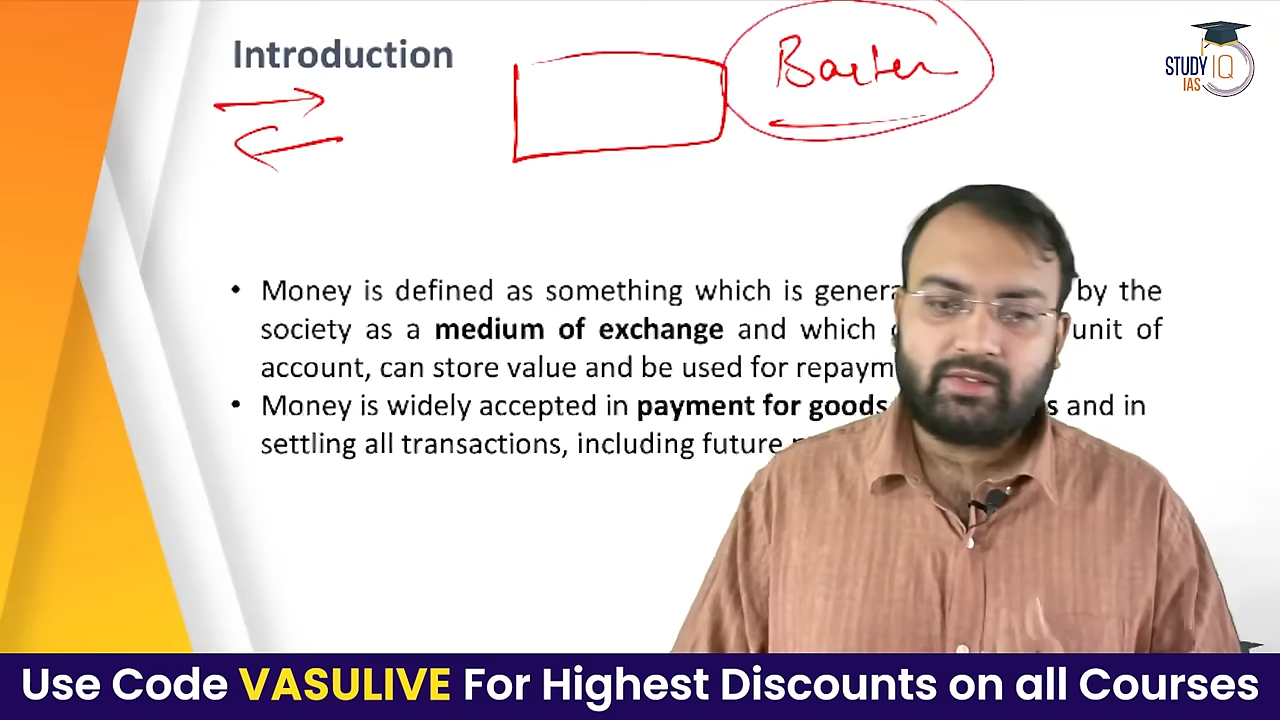 Introduction
Barter
STUDY IQ
IAS
• Money is defined as something which is genera by the
society as a medium of exchange and which unit of
account, can store value and be used for repaym
• Money is widely accepted in payment for goods s and in
settling all transactions, including future
Use Code VASULIVE For Highest Discounts on all Courses